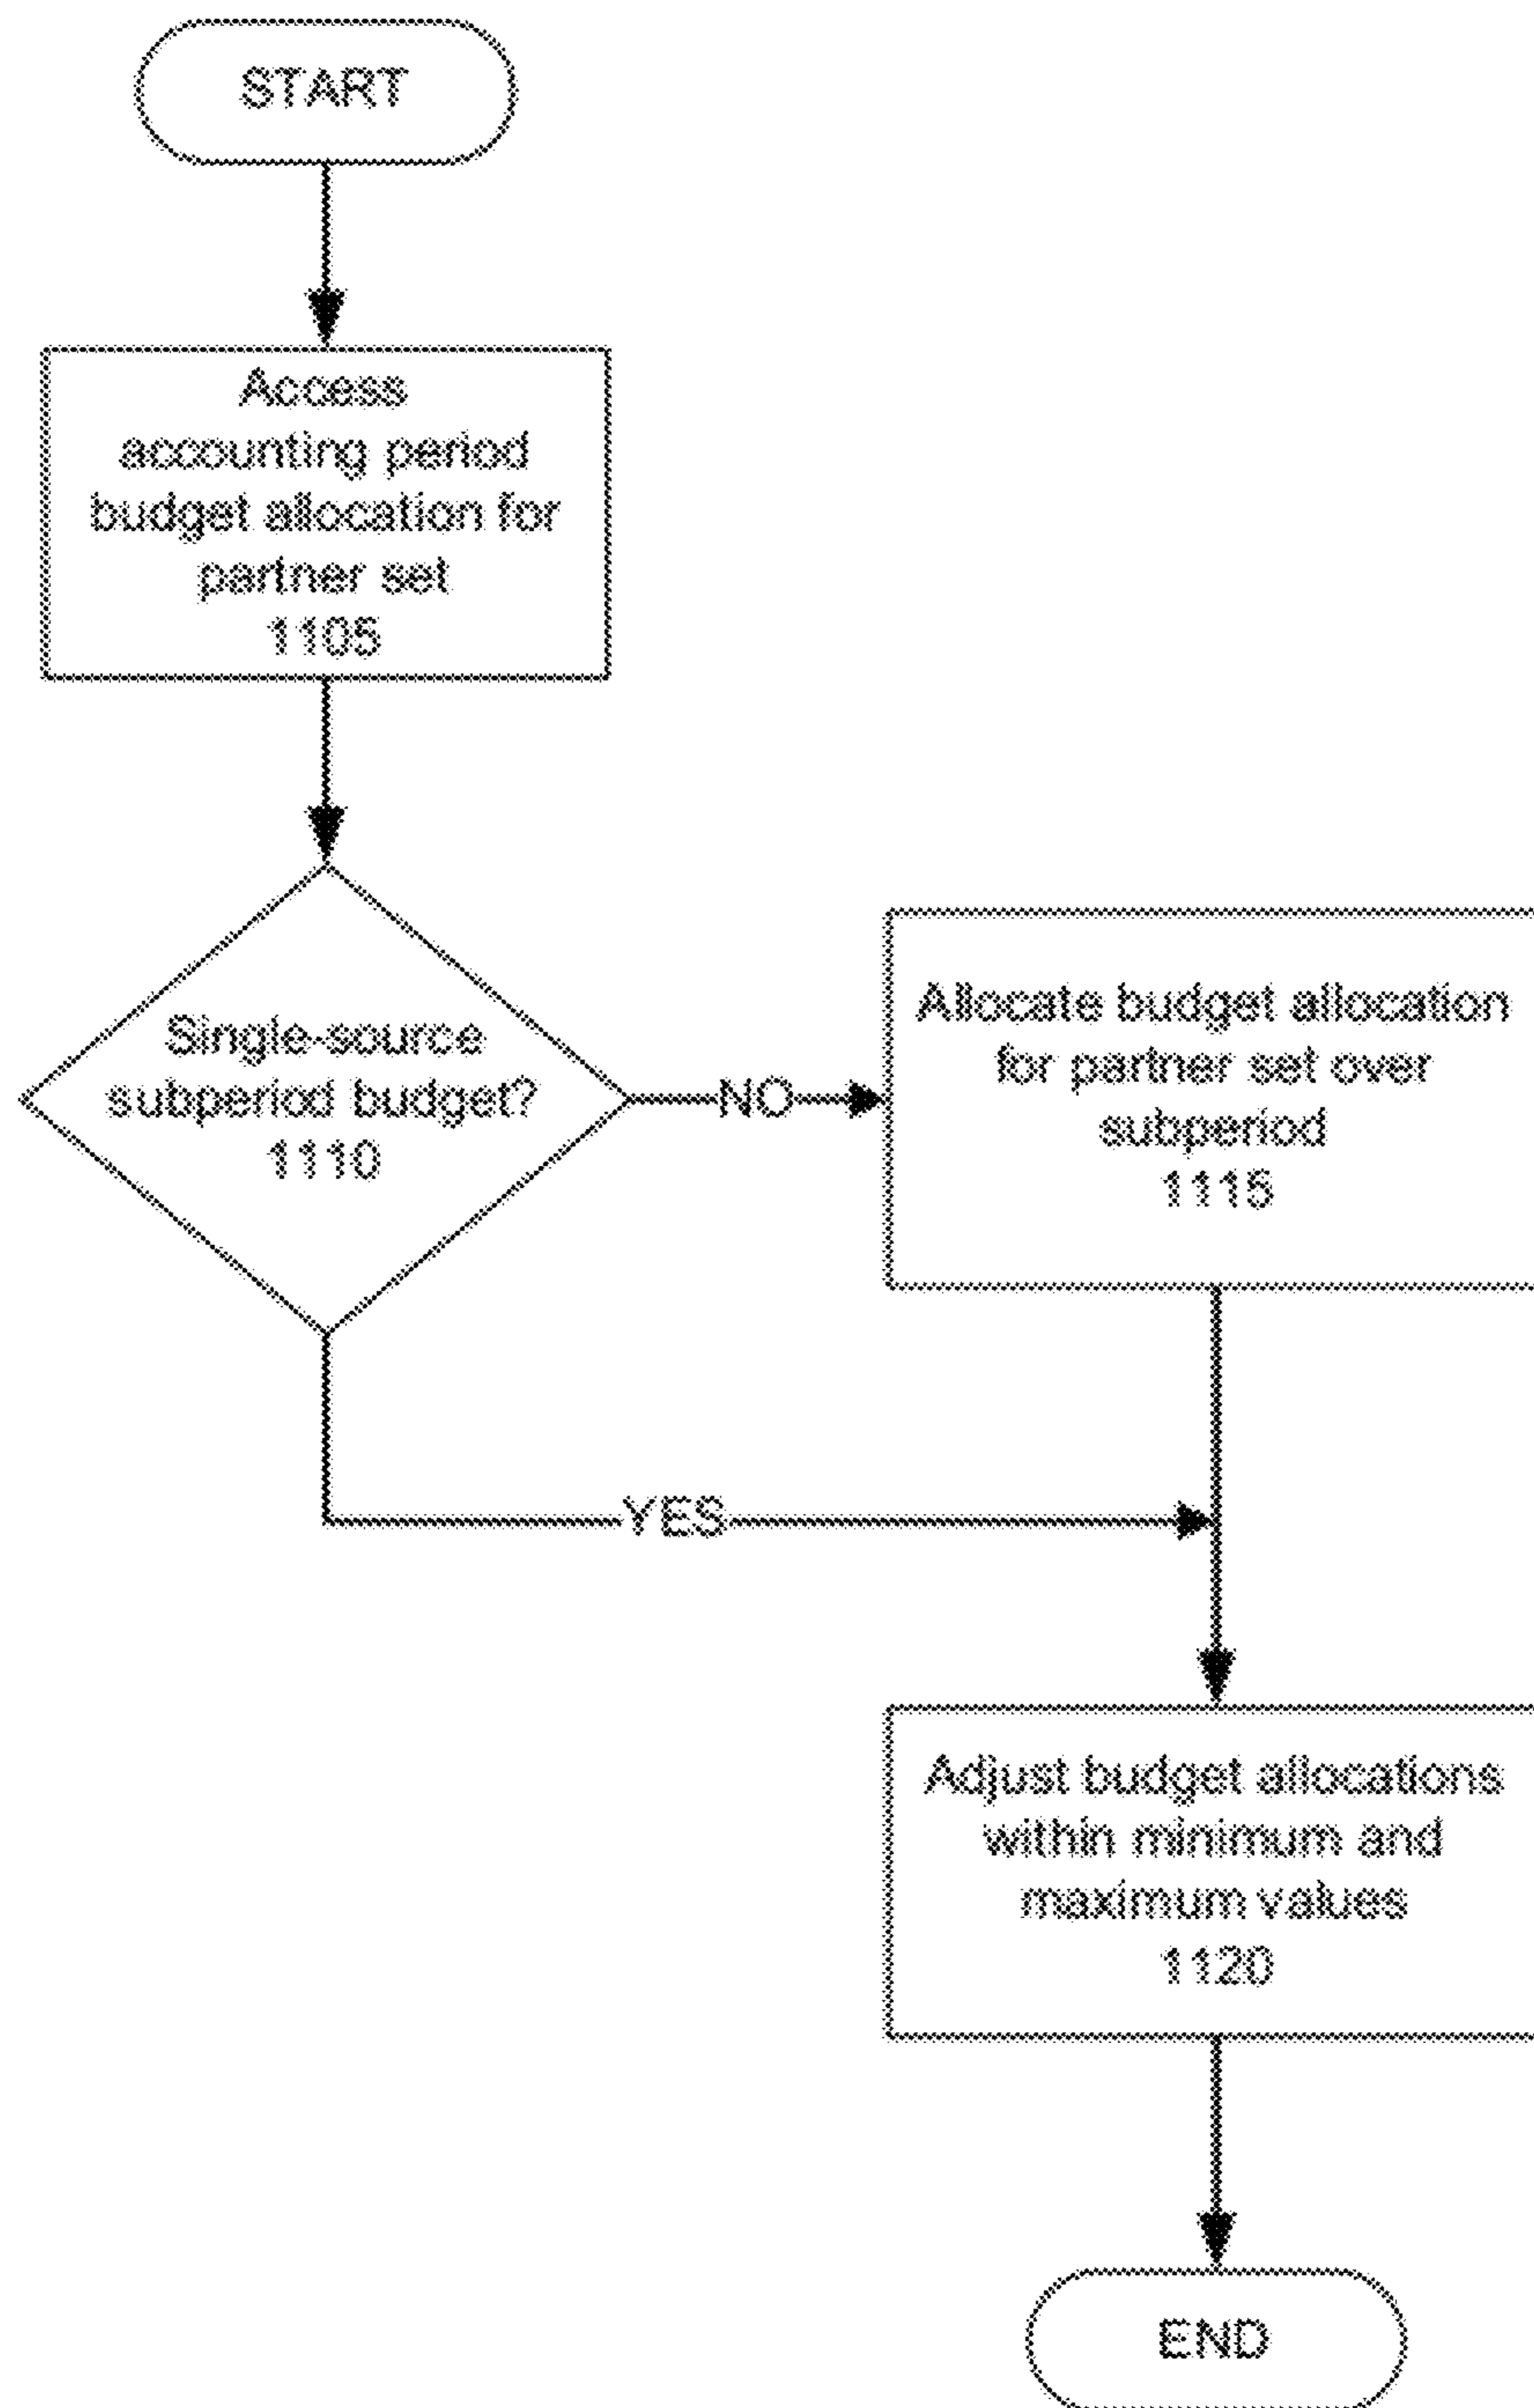 START
Access
accounting period
budget allocation for
partner set
1105
Single-source
subperiod budget?
1110
NO
Allocate budget allocation
for partner set over
subperiod
1115
YES
Adjust budget allocations
within minimum and
maximum values
1120
END